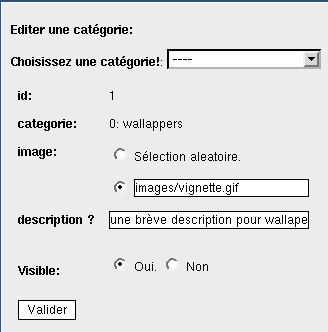 Editer une catégorie:
Choisissez une catégorie!: ----
id: 1
categorie: 0: wallappers
image: Sélection aleatoire.
images/vignette.gif
description ? une brève description pour wallape
Visible: Oui. Non
Valider